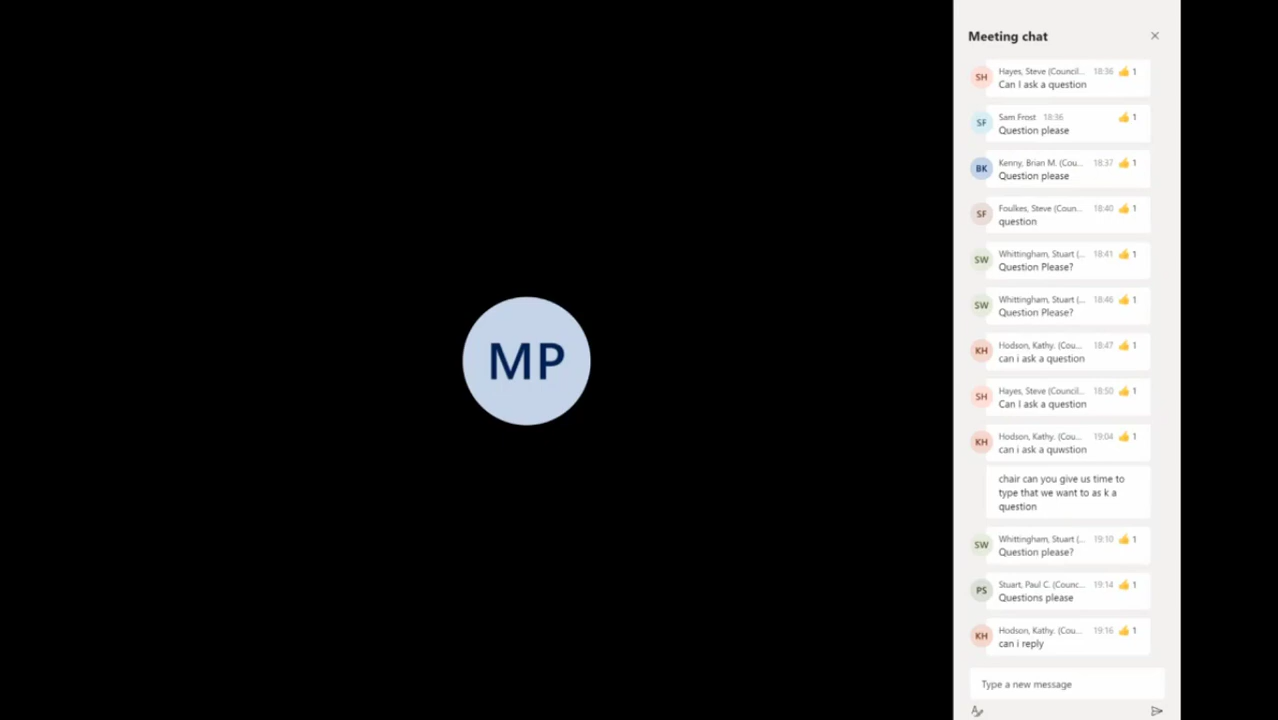 MP
Meeting chat
SH
Hayes, Steve (Council... 18:36 1
Can I ask a question
SF
Sam Frost 18:36 1
Question please
BK
Kenny, Brian M. (Cou... 18:37 1
Question please
SF
Foulkes, Steve (Coun... 18:40 1
question
SW
Whittingham, Stuart (... 18:41 1
Question Please?
SW
Whittingham, Stuart (... 18:46 1
Question Please?
KH
Hodson, Kathy. (Cou... 18:47 1
can i ask a question
SH
Hayes, Steve (Council... 18:50 1
Can I ask a question
KH
Hodson, Kathy. (Cou... 19:04 1
can i ask a quwstion
chair can you give us time to
type that we want to as k a
question
SW
Whittingham, Stuart (... 19:10 1
Question please?
PS
Stuart, Paul C. (Counc... 19:14 1
Questions please
KH
Hodson, Kathy. (Cou... 19:16 1
can i reply
Type a new message